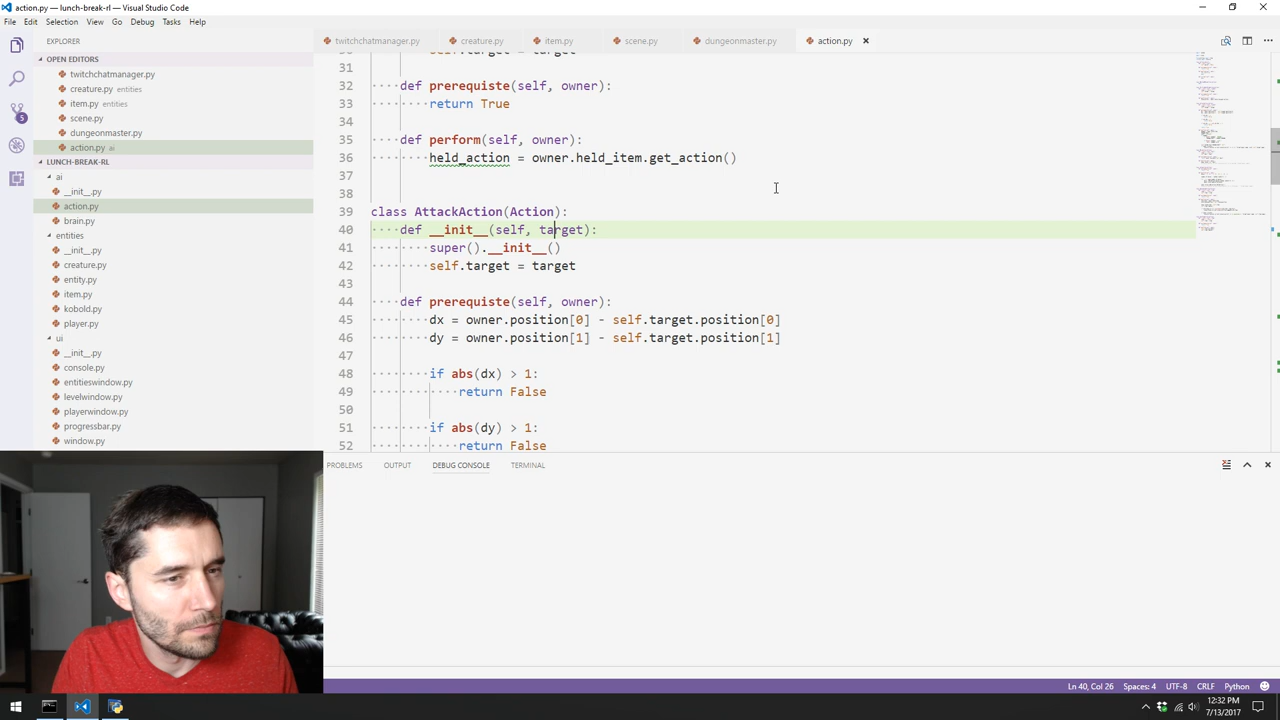 action.py — lunch-break-rl — Visual Studio Code
File Edit Selection View Go Debug Tasks Help
EXPLORER
OPEN EDITORS
twitchchatmanager.py
creature.py entities
item.py entities
scene.py
dungeonmaster.py
action.py ai
LUNCH-BREAK-RL
ai
__init__.py
action.py
brain.py
entities
__init__.py
creature.py
entity.py
item.py
kobold.py
player.py
ui
__init__.py
console.py
entitieswindow.py
levelwindow.py
playerwindow.py
progressbar.py
window.py
5
twitchchatmanager.py creature.py item.py scene.py dungeonmaster.py action.py
31
32 def prerequiste(self, owner):
33 return True
34
35 def perform(self, owner):
36 held_action = owner.held_item.get_action()
37
38
39 class AttackAction(Action):
40 def __init__(self, target):
41 super().__init__()
42 self.target = target
43
44 def prerequiste(self, owner):
45 dx = owner.position[0] - self.target.position[0]
46 dy = owner.position[1] - self.target.position[1]
47
48 if abs(dx) > 1:
49 return False
50
51 if abs(dy) > 1:
52 return False
PROBLEMS OUTPUT DEBUG CONSOLE TERMINAL
Ln 40, Col 26 Spaces: 4 UTF-8 CRLF Python
12:32 PM
7/13/2017